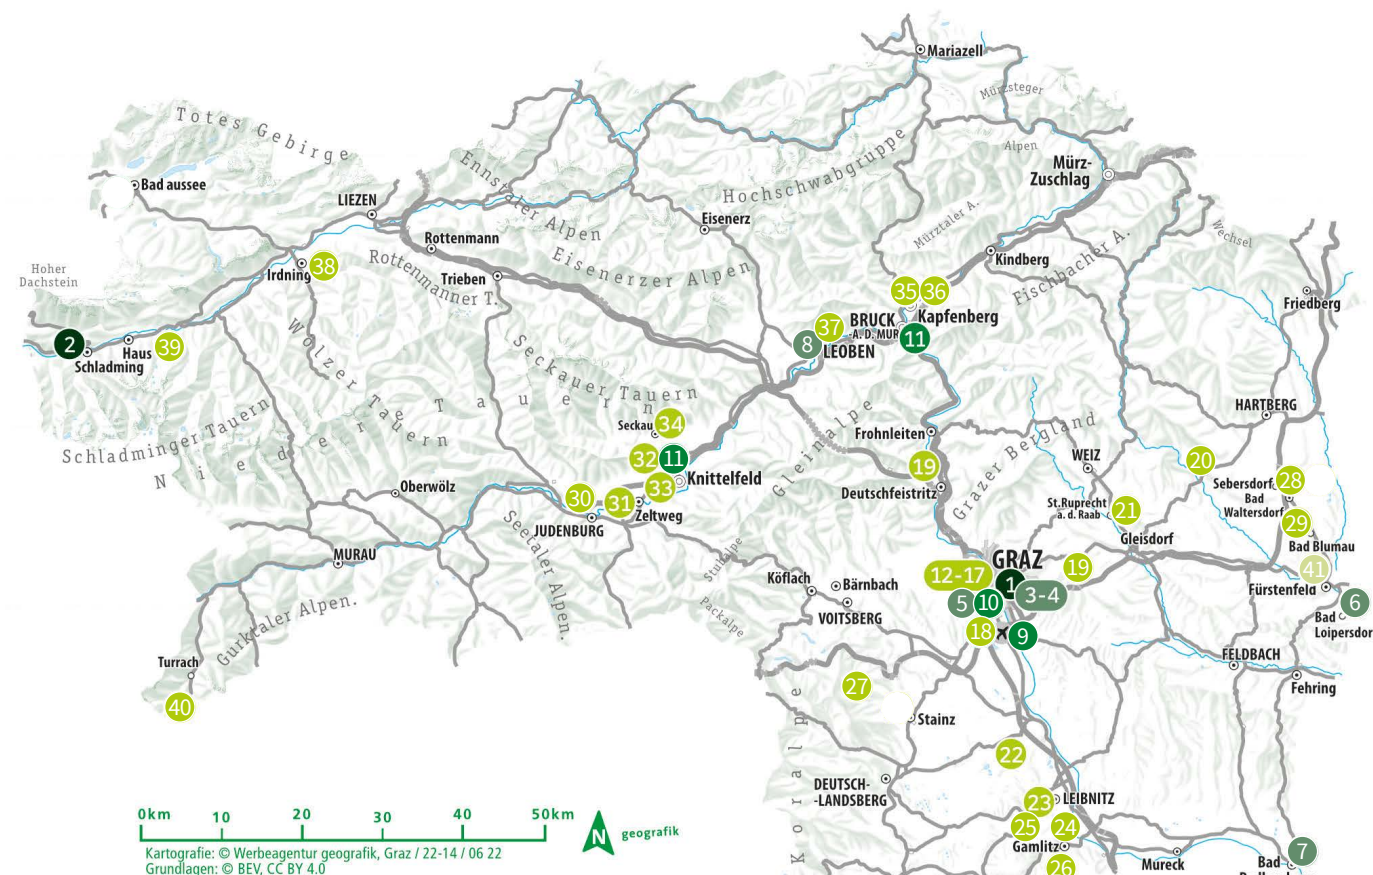 Mariazell
Mürzsteger
Alpen
Totes Gebirge
Ennstaler Alpen
Hochschwabgruppe
Mürz-
Zuschlag
Bad aussee
LIEZEN
Eisenerz
Mürztaler A.
Wechsel
Rottenmann
Eisenerzer Alpen
Kindberg
Fischbacher A.
Hoher
Dachstein
Irdning
38
Rottenmanner T.
Trieben
35
36
Kapfenberg
Friedberg
2
Schladming
Haus
39
Wölzer Tauern
Seckauer Tauern
37
BRUCK
-A. D. MUR
11
8
LEOBEN
Schladminger Tauern
Niedere Tauern
Seckau
34
Gleinalpe
Frohnleiten
Grazer Bergland
HARTBERG
32
11
Knittelfeld
33
19
Deutschfeistritz
WEIZ
20
Sebersdorf
28
Bad
Waltersdorf
29
Bad Blumau
Oberwölz
30
31
Zeltweg
JUDENBURG
St.Ruprecht
a. d. Raab
21
Gleisdorf
MURAU
Seetaler Alpen.
Stubalpe
Packalpe
Köflach
Bärnbach
VOITSBERG
GRAZ
12-17
1
3-4
5
10
18
9
19
41
Fürstenfeld
6
Bad
Loipersdor
Gurktaler Alpen.
Turrach
40
FELDBACH
Fehring
27
Stainz
Koralpe
22
DEUTSCH-
-LANDSBERG
23
LEIBNITZ
25
24
Gamlitz
26
Mureck
7
Bad
0km
10
20
30
40
50km
N
geografik
Kartografie: © Werbeagentur geografik, Graz / 22-14 / 06 22
Grundlagen: © BEV, CC BY 4.0